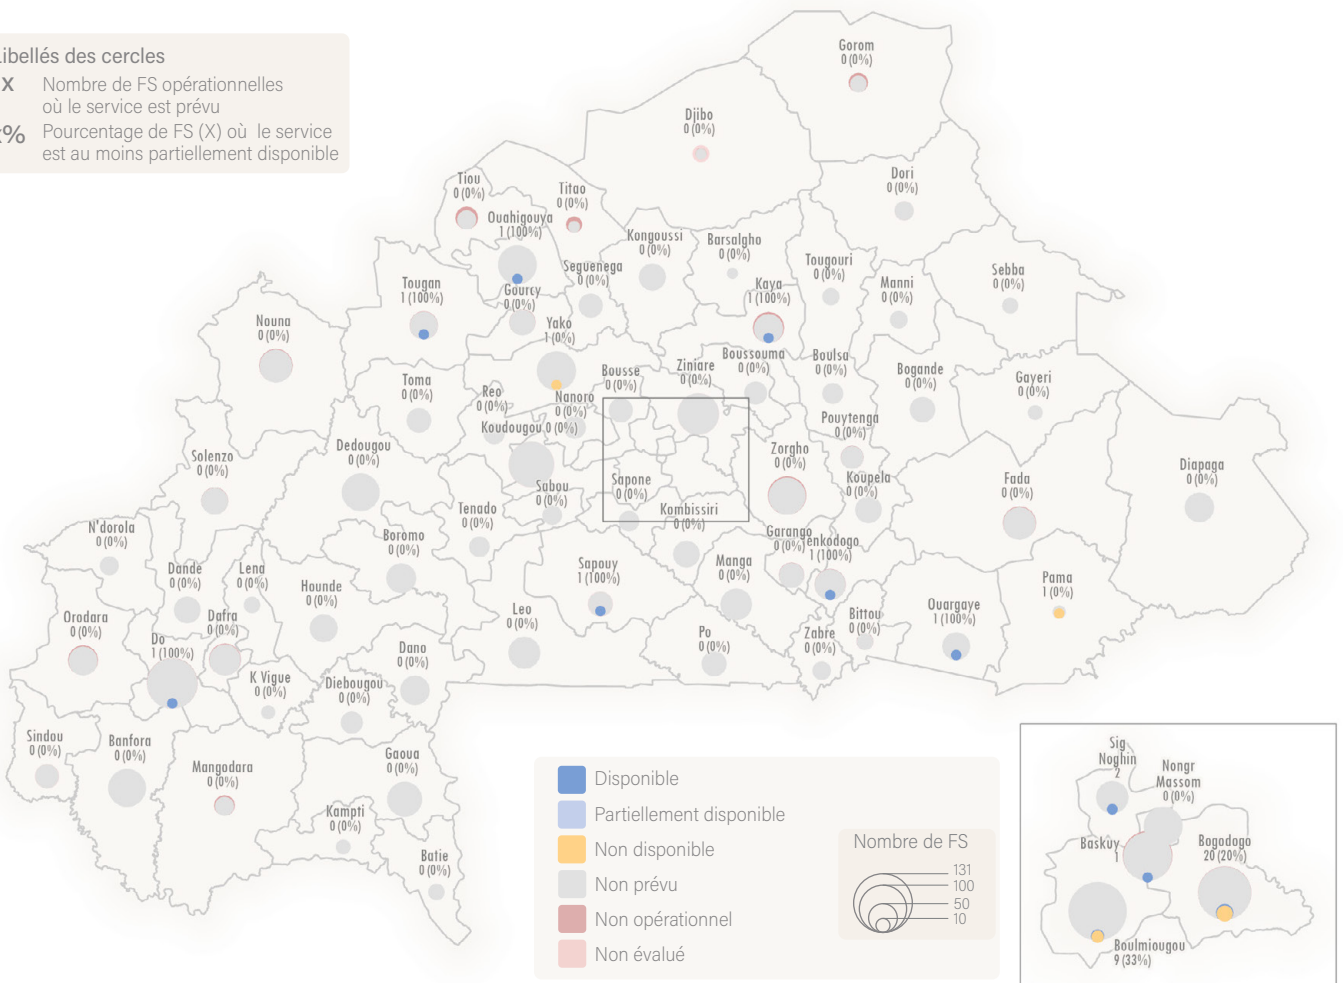 Libellés des cercles
X Nombre de FS opérationnelles
où le service est prévu
% Pourcentage de FS (X) où le service
est au moins partiellement disponible
Gorom
0 (0%)
Djibo
0 (0%)
Dori
0 (0%)
Tiou
0 (0%)
Titao
0 (0%)
Ouahigouya
1 (100%)
Kongoussi
0 (0%)
Barsalgho
0 (0%)
Tougouri
0 (0%)
Manni
0 (0%)
Sebba
0 (0%)
Seguenega
0 (0%)
Tougan
1 (100%)
Gourcy
0 (0%)
Kaya
1 (100%)
Nouna
0 (0%)
Yako
1 (0%)
Bousse
0 (0%)
Ziniare
0 (0%)
Boussouma
0 (0%)
Boulsa
0 (0%)
Bogande
0 (0%)
Gayeri
0 (0%)
Toma
0 (0%)
Reo
0 (0%)
Nanoro
0 (0%)
Koudougou 0 (0%)
Pouytenga
0 (0%)
Solenzo
0 (0%)
Dedougou
0 (0%)
Zorgho
0 (0%)
Koupela
0 (0%)
Fada
0 (0%)
Diapaga
0 (0%)
Sabou
0 (0%)
Sapone
0 (0%)
Tenado
0 (0%)
Kombissiri
0 (0%)
N'dorola
0 (0%)
Boromo
0 (0%)
Garango
0 (0%)
Tenkodogo
1 (100%)
Dande
0 (0%)
Lena
0 (0%)
Hounde
0 (0%)
Sapouy
1 (100%)
Manga
0 (0%)
Pama
1 (0%)
Orodara
0 (0%)
Dafra
0 (0%)
Do
1 (100%)
Leo
0 (0%)
Po
0 (0%)
Zabre
0 (0%)
Bittou
0 (0%)
Ouargaye
1 (100%)
Dano
0 (0%)
K Vigue
0 (0%)
Diebougou
0 (0%)
Sindou
0 (0%)
Banfora
0 (0%)
Mangodara
0 (0%)
Gaoua
0 (0%)
Kampti
0 (0%)
Batie
0 (0%)
Disponible
Partiellement disponible
Non disponible
Non prévu
Non opérationnel
Non évalué
Nombre de FS
131
100
50
10
Sig
Noghin
2
Nongr
Massom
0 (0%)
Baskuy
1
Bogodogo
20 (20%)
Boulmiougou
9 (33%)